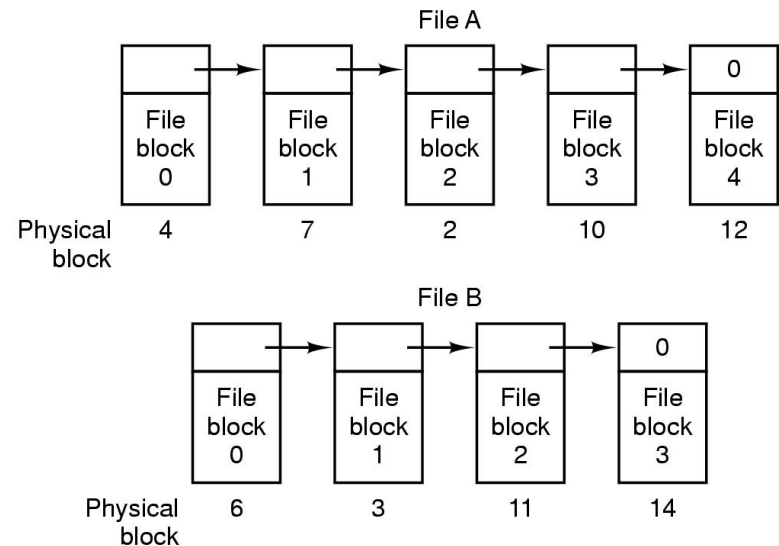 File A
0
File block 0
File block 1
File block 2
File block 3
File block 4
Physical block
4 7 2 10 12
File B
0
File block 0
File block 1
File block 2
File block 3
Physical block
6 3 11 14